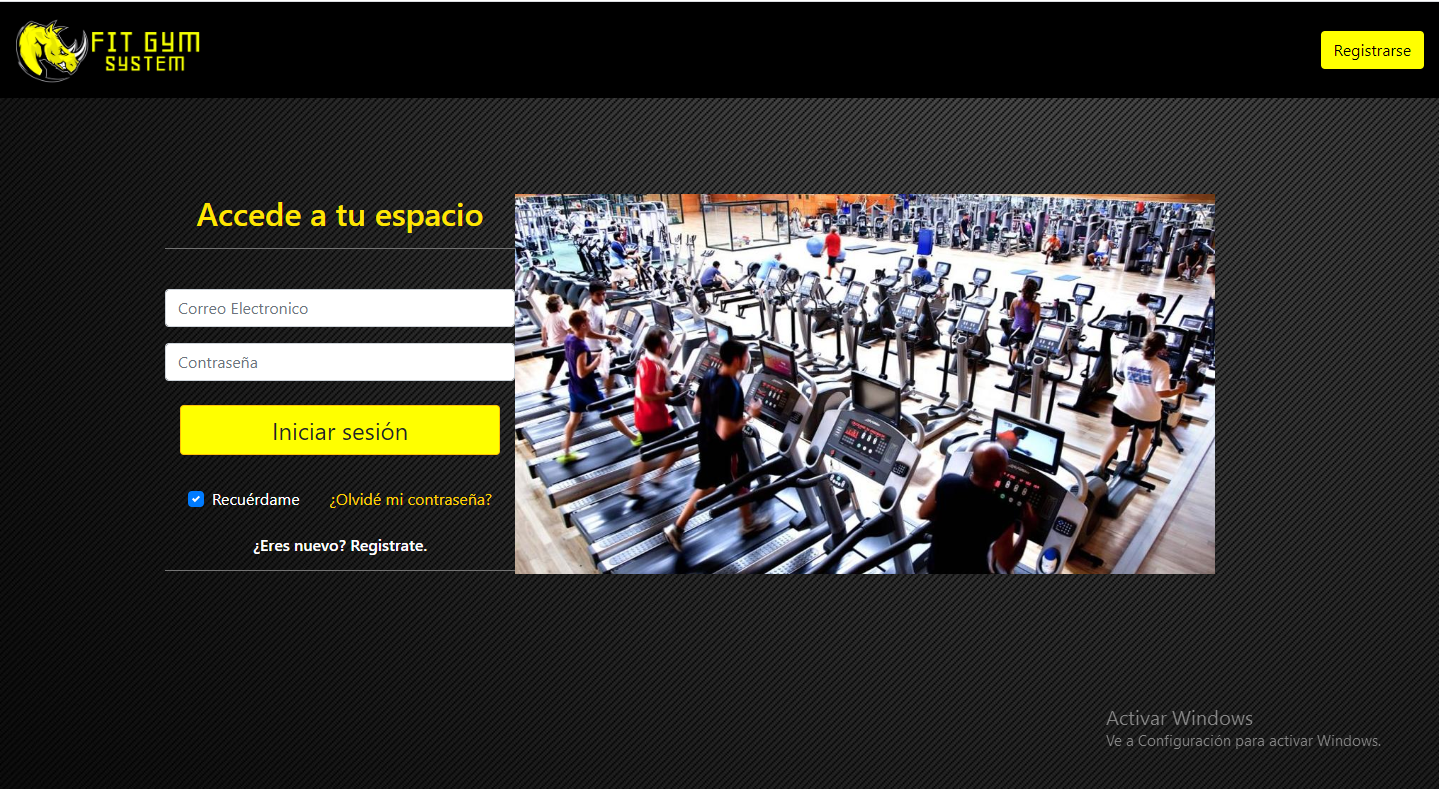 FIT GYM
SYSTEM
Registrarse
Accede a tu espacio
Correo Electronico
Contraseña
Iniciar sesión
Recuérdame
¿Olvidé mi contraseña?
¿Eres nuevo? Registrate.
Activar Windows
Ve a Configuración para activar Windows.